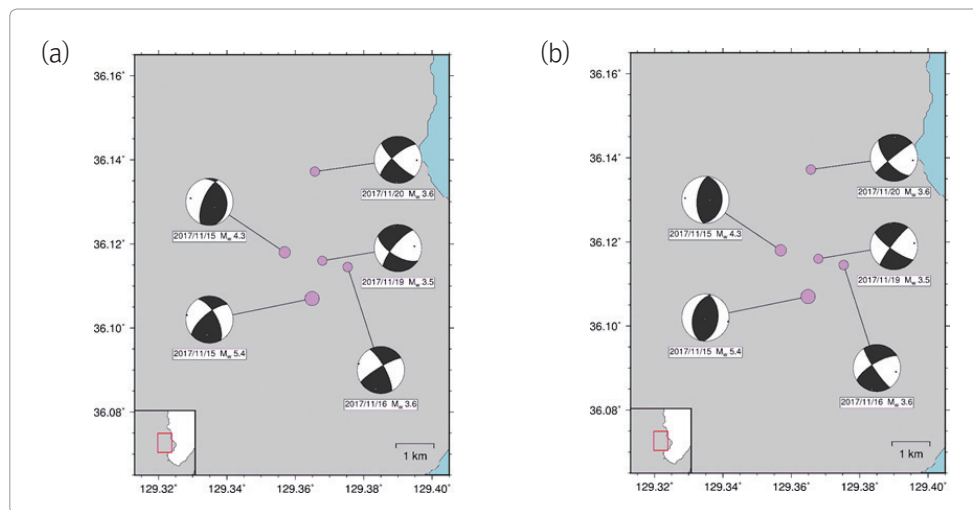 (a)
36.16°
36.14°
36.12°
36.10°
36.08°
129.32°
129.34°
129.36°
129.38°
129.40°
2017/11/20 Mw 3.6
2017/11/15 Mw 4.3
2017/11/19 Mw 3.5
2017/11/15 Mw 5.4
2017/11/16 Mw 3.6
1 km
(b)
36.16°
36.14°
36.12°
36.10°
36.08°
129.32°
129.34°
129.36°
129.38°
129.40°
2017/11/20 Mw 3.6
2017/11/15 Mw 4.3
2017/11/19 Mw 3.5
2017/11/15 Mw 5.4
2017/11/16 Mw 3.6
1 km